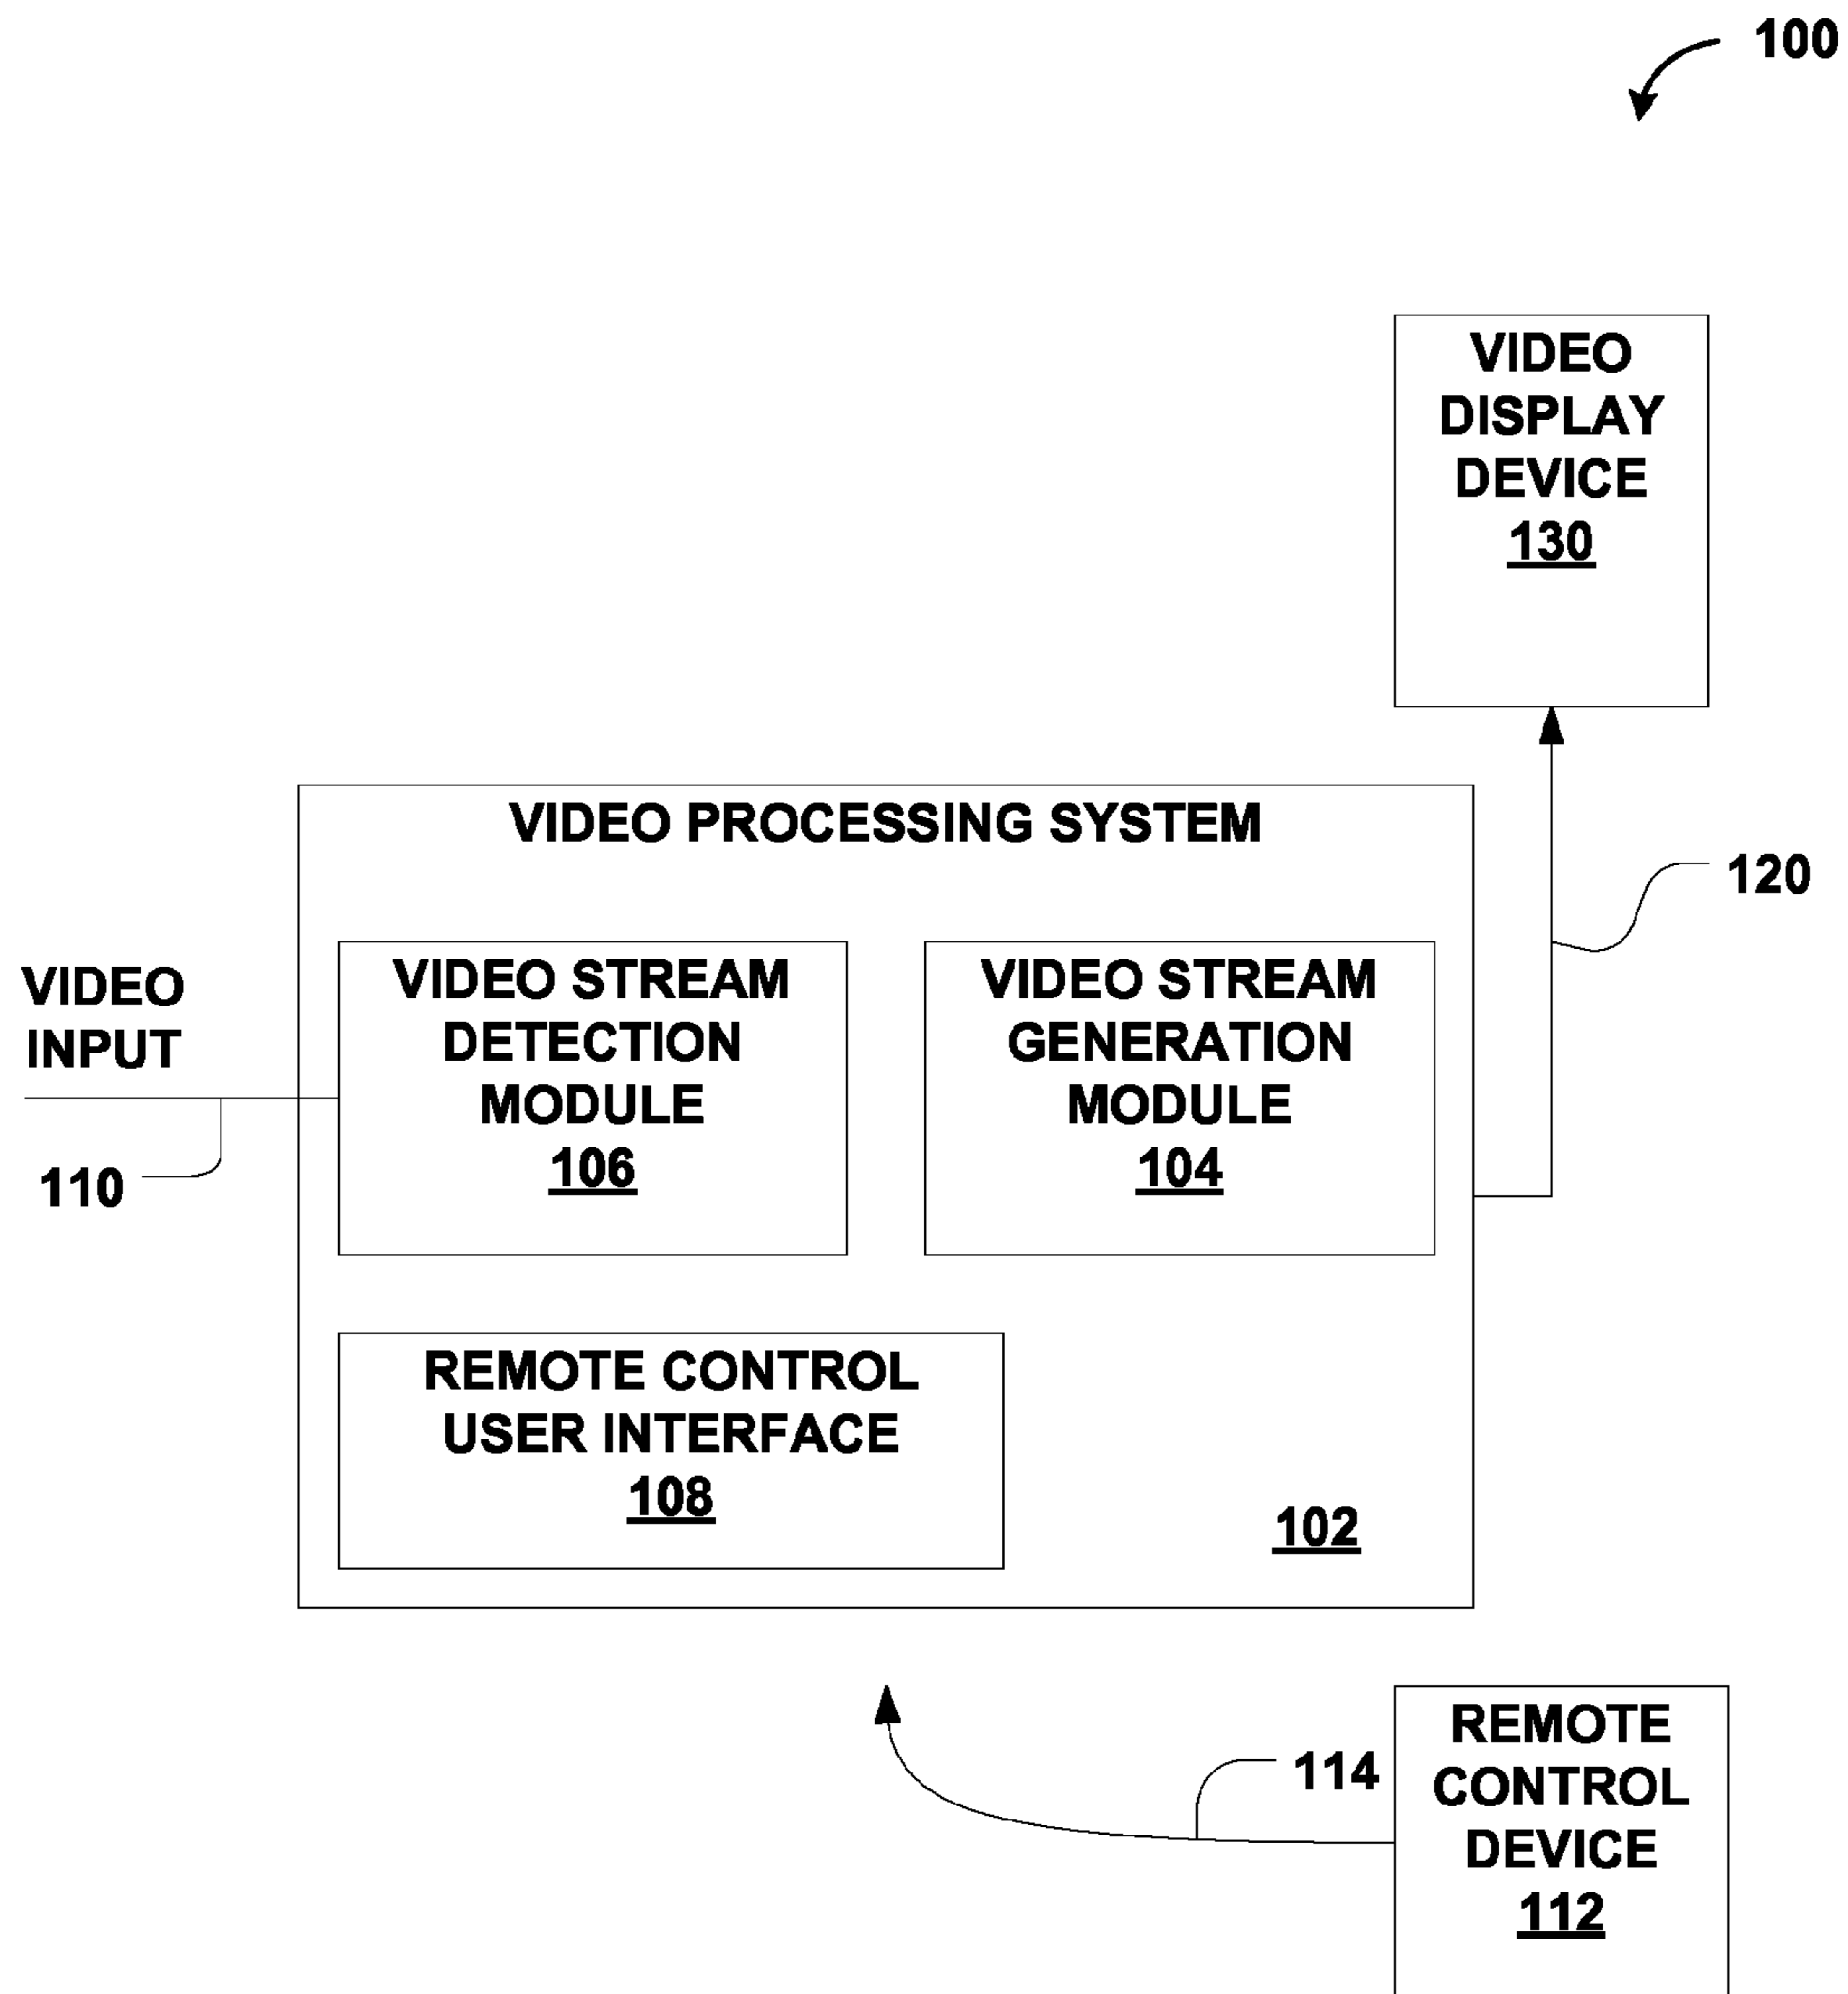 100
VIDEO
DISPLAY
DEVICE
130
VIDEO PROCESSING SYSTEM
120
VIDEO
INPUT
110
VIDEO STREAM
DETECTION
MODULE
106
VIDEO STREAM
GENERATION
MODULE
104
REMOTE CONTROL
USER INTERFACE
108
102
114
REMOTE
CONTROL
DEVICE
112